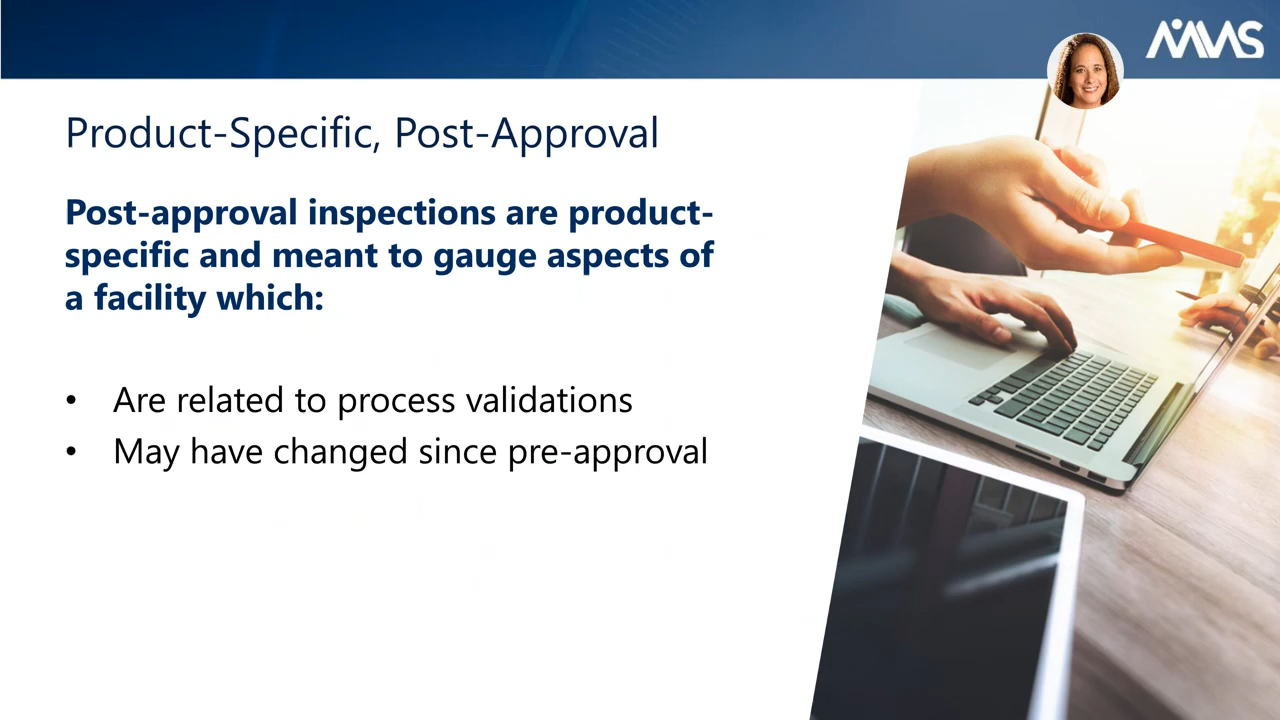 MMS
Product-Specific, Post-Approval
Post-approval inspections are product-
specific and meant to gauge aspects of
a facility which:
• Are related to process validations
• May have changed since pre-approval